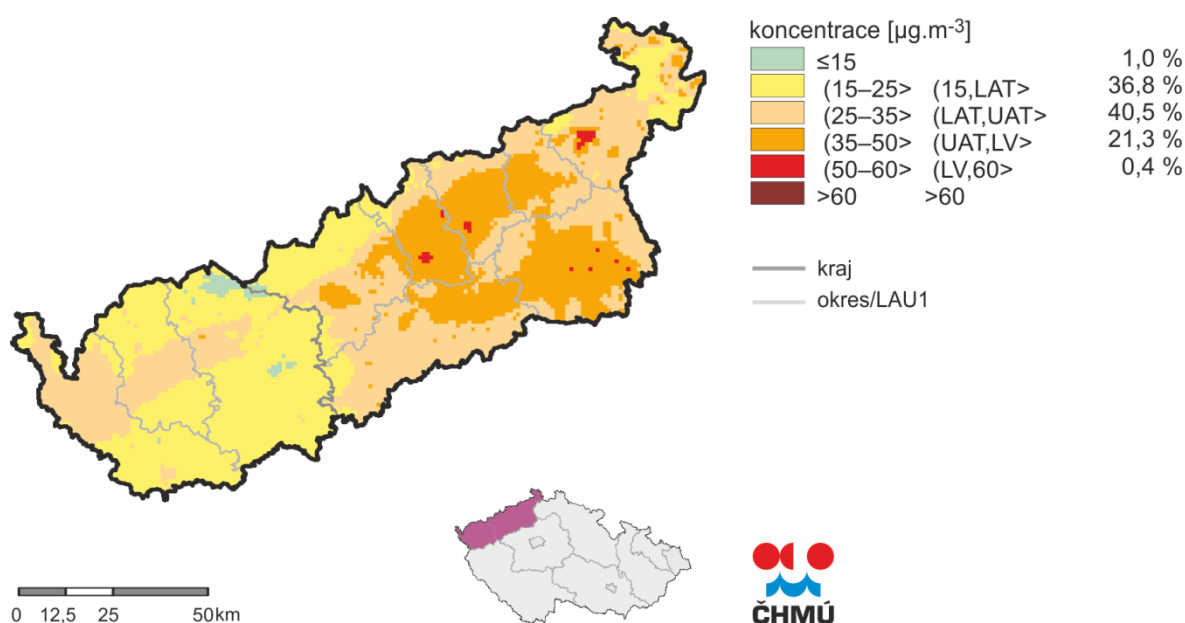 koncentrace [µg.m-3]
≤15 1,0 %
(15–25> (15,LAT> 36,8 %
(25–35> (LAT,UAT> 40,5 %
(35–50> (UAT,LV> 21,3 %
(50–60> (LV,60> 0,4 %
>60 >60
kraj
okres/LAU1
0 12,5 25 50km
ČHMÚ